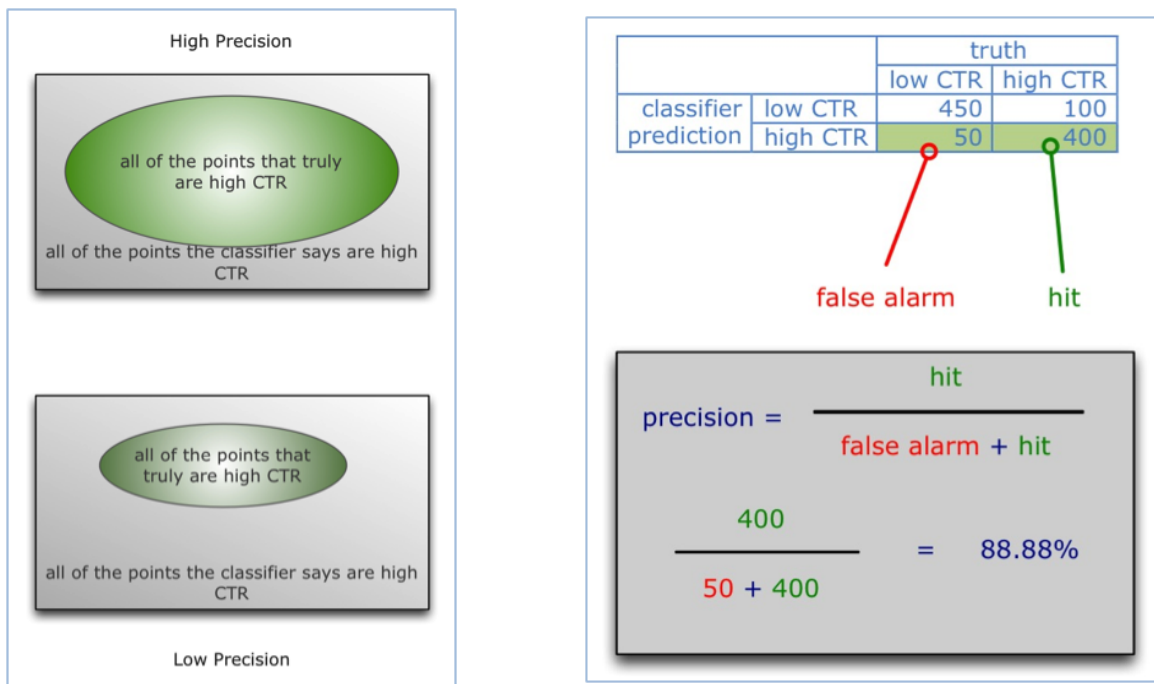 High Precision
all of the points that truly
are high CTR
all of the points the classifier says are high
CTR
all of the points that
truly are high CTR
all of the points the classifier says are high
CTR
Low Precision
truth
low CTR high CTR
classifier low CTR 450 100
prediction high CTR 50 400
false alarm hit
hit
precision =
false alarm + hit
400
= 88.88%
50 + 400